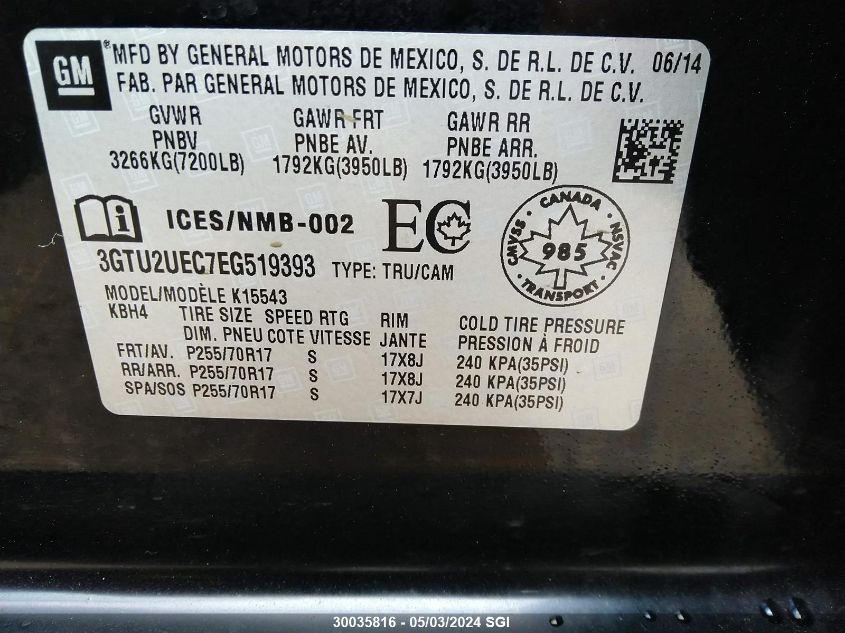 GM
MFD BY GENERAL MOTORS DE MEXICO, S. DE R.L. DE C.V. 06/14
FAB. PAR GENERAL MOTORS DE MEXICO, S. DE R.L. DE C.V.
GVWR GAWR FRT GAWR RR
PNBV PNBE AV. PNBE ARR.
3266KG(7200LB) 1792KG(3950LB) 1792KG(3950LB)
ICES/NMB-002 EC
CANADA
CMVSS 985 NSVAC
TRANSPORT
3GTU2UEC7EG519393 TYPE: TRU/CAM
MODEL/MODÈLE K15543
KBH4 TIRE SIZE SPEED RTG RIM COLD TIRE PRESSURE
DIM. PNEU COTE VITESSE JANTE PRESSION À FROID
FRT/AV. P255/70R17 S 17X8J 240 KPA(35PSI)
RR/ARR. P255/70R17 S 17X8J 240 KPA(35PSI)
SPA/SOS P255/70R17 S 17X7J 240 KPA(35PSI)
30035816 - 05/03/2024 SGI